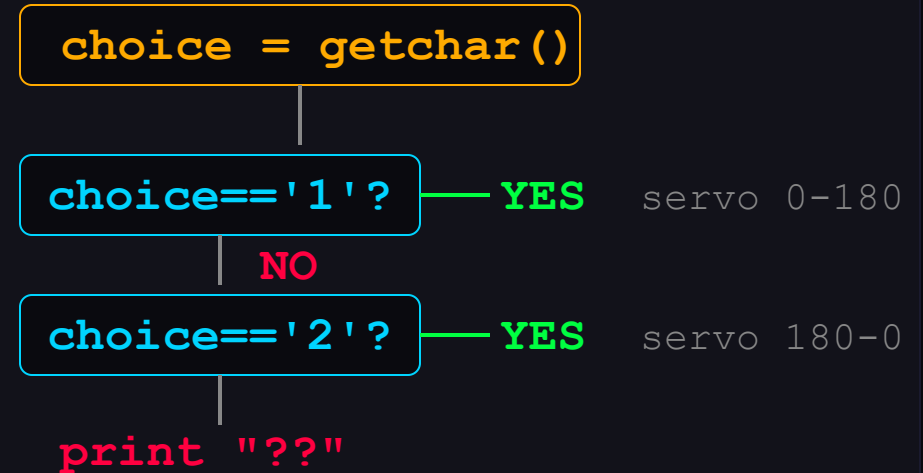 choice = getchar()
choice=='1'? YES servo 0-180
NO
choice=='2'? YES servo 180-0
print "??"